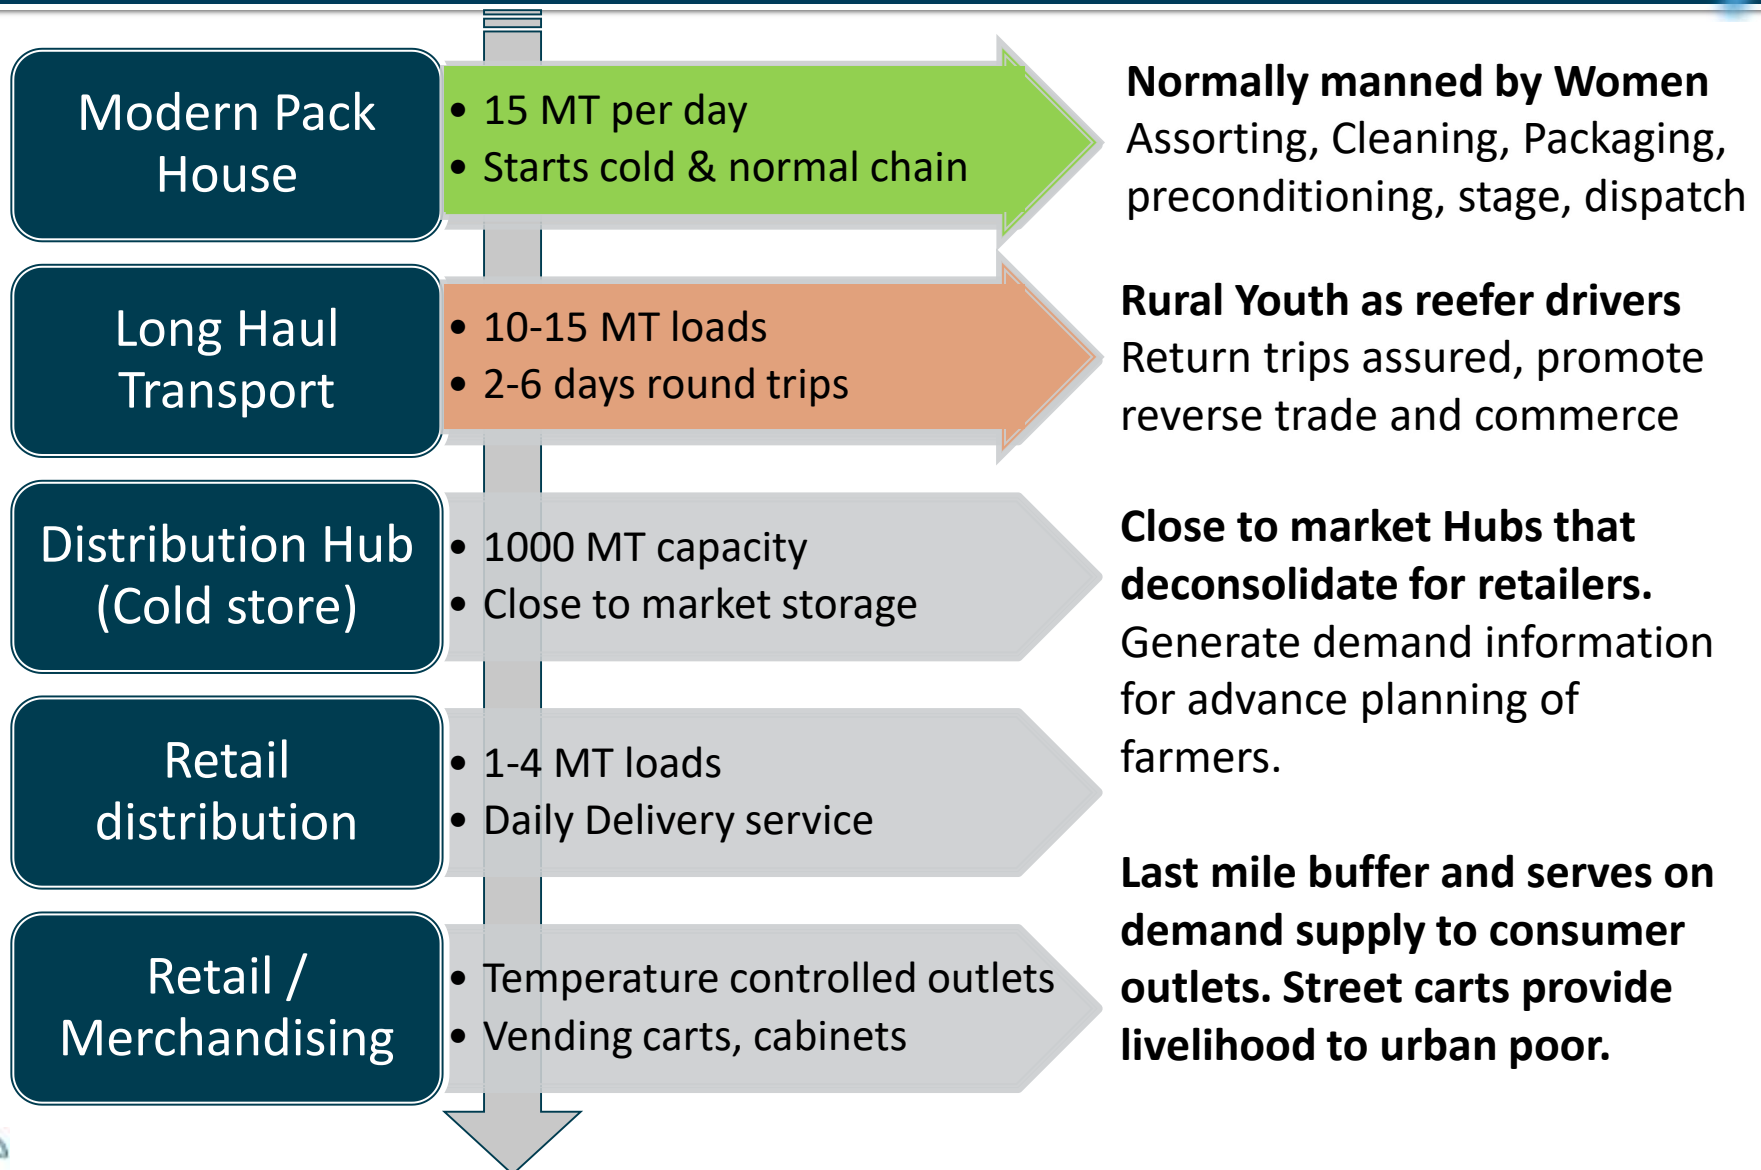 Modern Pack
House
• 15 MT per day
• Starts cold & normal chain
Normally manned by Women
Assorting, Cleaning, Packaging,
preconditioning, stage, dispatch
Long Haul
Transport
• 10-15 MT loads
• 2-6 days round trips
Rural Youth as reefer drivers
Return trips assured, promote
reverse trade and commerce
Distribution Hub
(Cold store)
• 1000 MT capacity
• Close to market storage
Close to market Hubs that
deconsolidate for retailers.
Generate demand information
for advance planning of
farmers.
Retail
distribution
• 1-4 MT loads
• Daily Delivery service
Retail /
Merchandising
• Temperature controlled outlets
• Vending carts, cabinets
Last mile buffer and serves on
demand supply to consumer
outlets. Street carts provide
livelihood to urban poor.